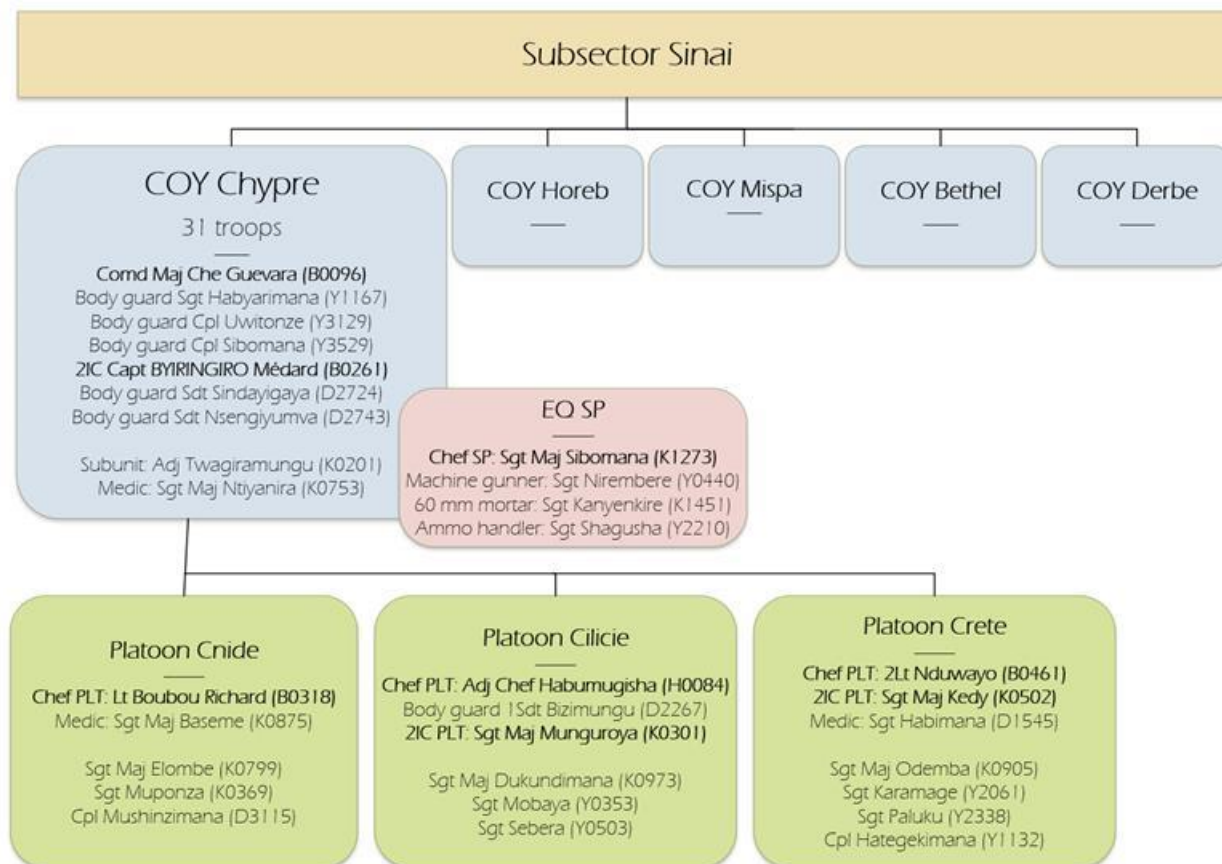 Subsector Sinai
COY Chypre
31 troops
Comd Maj Che Guevara (B0096)
Body guard Sgt Habyarimana (Y1167)
Body guard Cpl Uwitonze (Y3129)
Body guard Cpl Sibomana (Y3529)
2IC Capt BYIRINGIRO Médard (B0261)
Body guard Sdt Sindayigaya (D2724)
Body guard Sdt Nsengiyumva (D2743)
Subunit: Adj Twagiramungu (K0201)
Medic: Sgt Maj Ntiyanira (K0753)
COY Horeb
COY Mispa
COY Bethel
COY Derbe
EQ SP
Chef SP: Sgt Maj Sibomana (K1273)
Machine gunner: Sgt Nirembere (Y0440)
60 mm mortar: Sgt Kanyenkire (K1451)
Ammo handler: Sgt Shagusha (Y2210)
Platoon Cnide
Chef PLT: Lt Boubou Richard (B0318)
Medic: Sgt Maj Baseme (K0875)
Sgt Maj Elombe (K0799)
Sgt Muponza (K0369)
Cpl Mushinzimana (D3115)
Platoon Cilicie
Chef PLT: Adj Chef Habumugisha (H0084)
Body guard 1Sdt Bizimungu (D2267)
2IC PLT: Sgt Maj Munguroya (K0301)
Sgt Maj Dukundimana (K0973)
Sgt Mobaya (Y0353)
Sgt Sebera (Y0503)
Platoon Crete
Chef PLT: 2Lt Nduwayo (B0461)
2IC PLT: Sgt Maj Kedy (K0502)
Medic: Sgt Habimana (D1545)
Sgt Maj Odemba (K0905)
Sgt Karamage (Y2061)
Sgt Paluku (Y2338)
Cpl Hategekimana (Y1132)